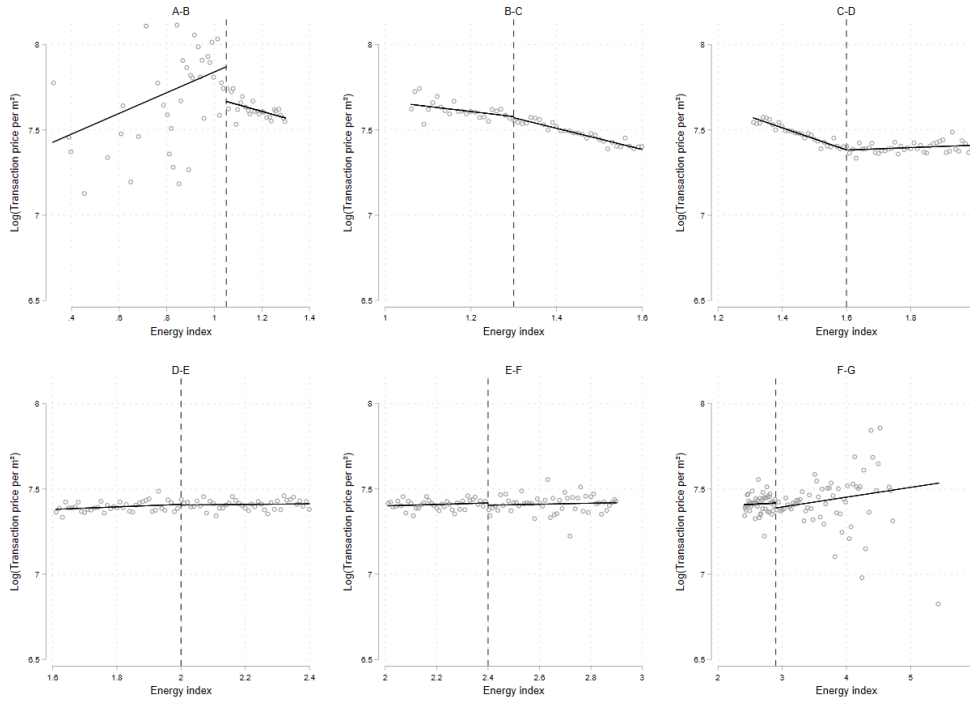 A-B
B-C
C-D
8
7.5
7
6.5
Log(Transaction price per m²)
.4 .6 .8 1 1.2 1.4
Energy index
8
7.5
7
6.5
Log(Transaction price per m²)
1 1.2 1.4 1.6
Energy index
8
7.5
7
6.5
Log(Transaction price per m²)
1.2 1.4 1.6 1.8
Energy index
D-E
E-F
F-G
8
7.5
7
6.5
Log(Transaction price per m²)
1.6 1.8 2 2.2 2.4
Energy index
8
7.5
7
6.5
Log(Transaction price per m²)
2 2.2 2.4 2.6 2.8 3
Energy index
8
7.5
7
6.5
Log(Transaction price per m²)
2 3 4 5
Energy index